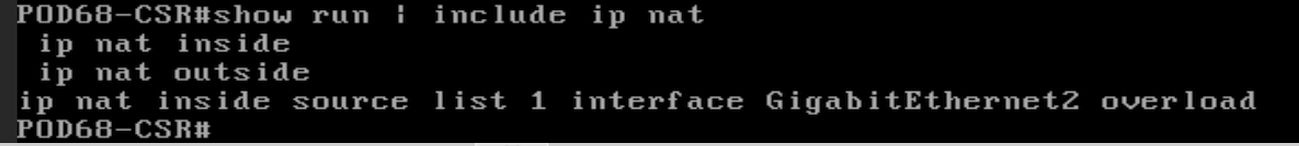 POD68-CSR#show run | include ip nat
ip nat inside
ip nat outside
ip nat inside source list 1 interface GigabitEthernet2 overload
POD68-CSR#